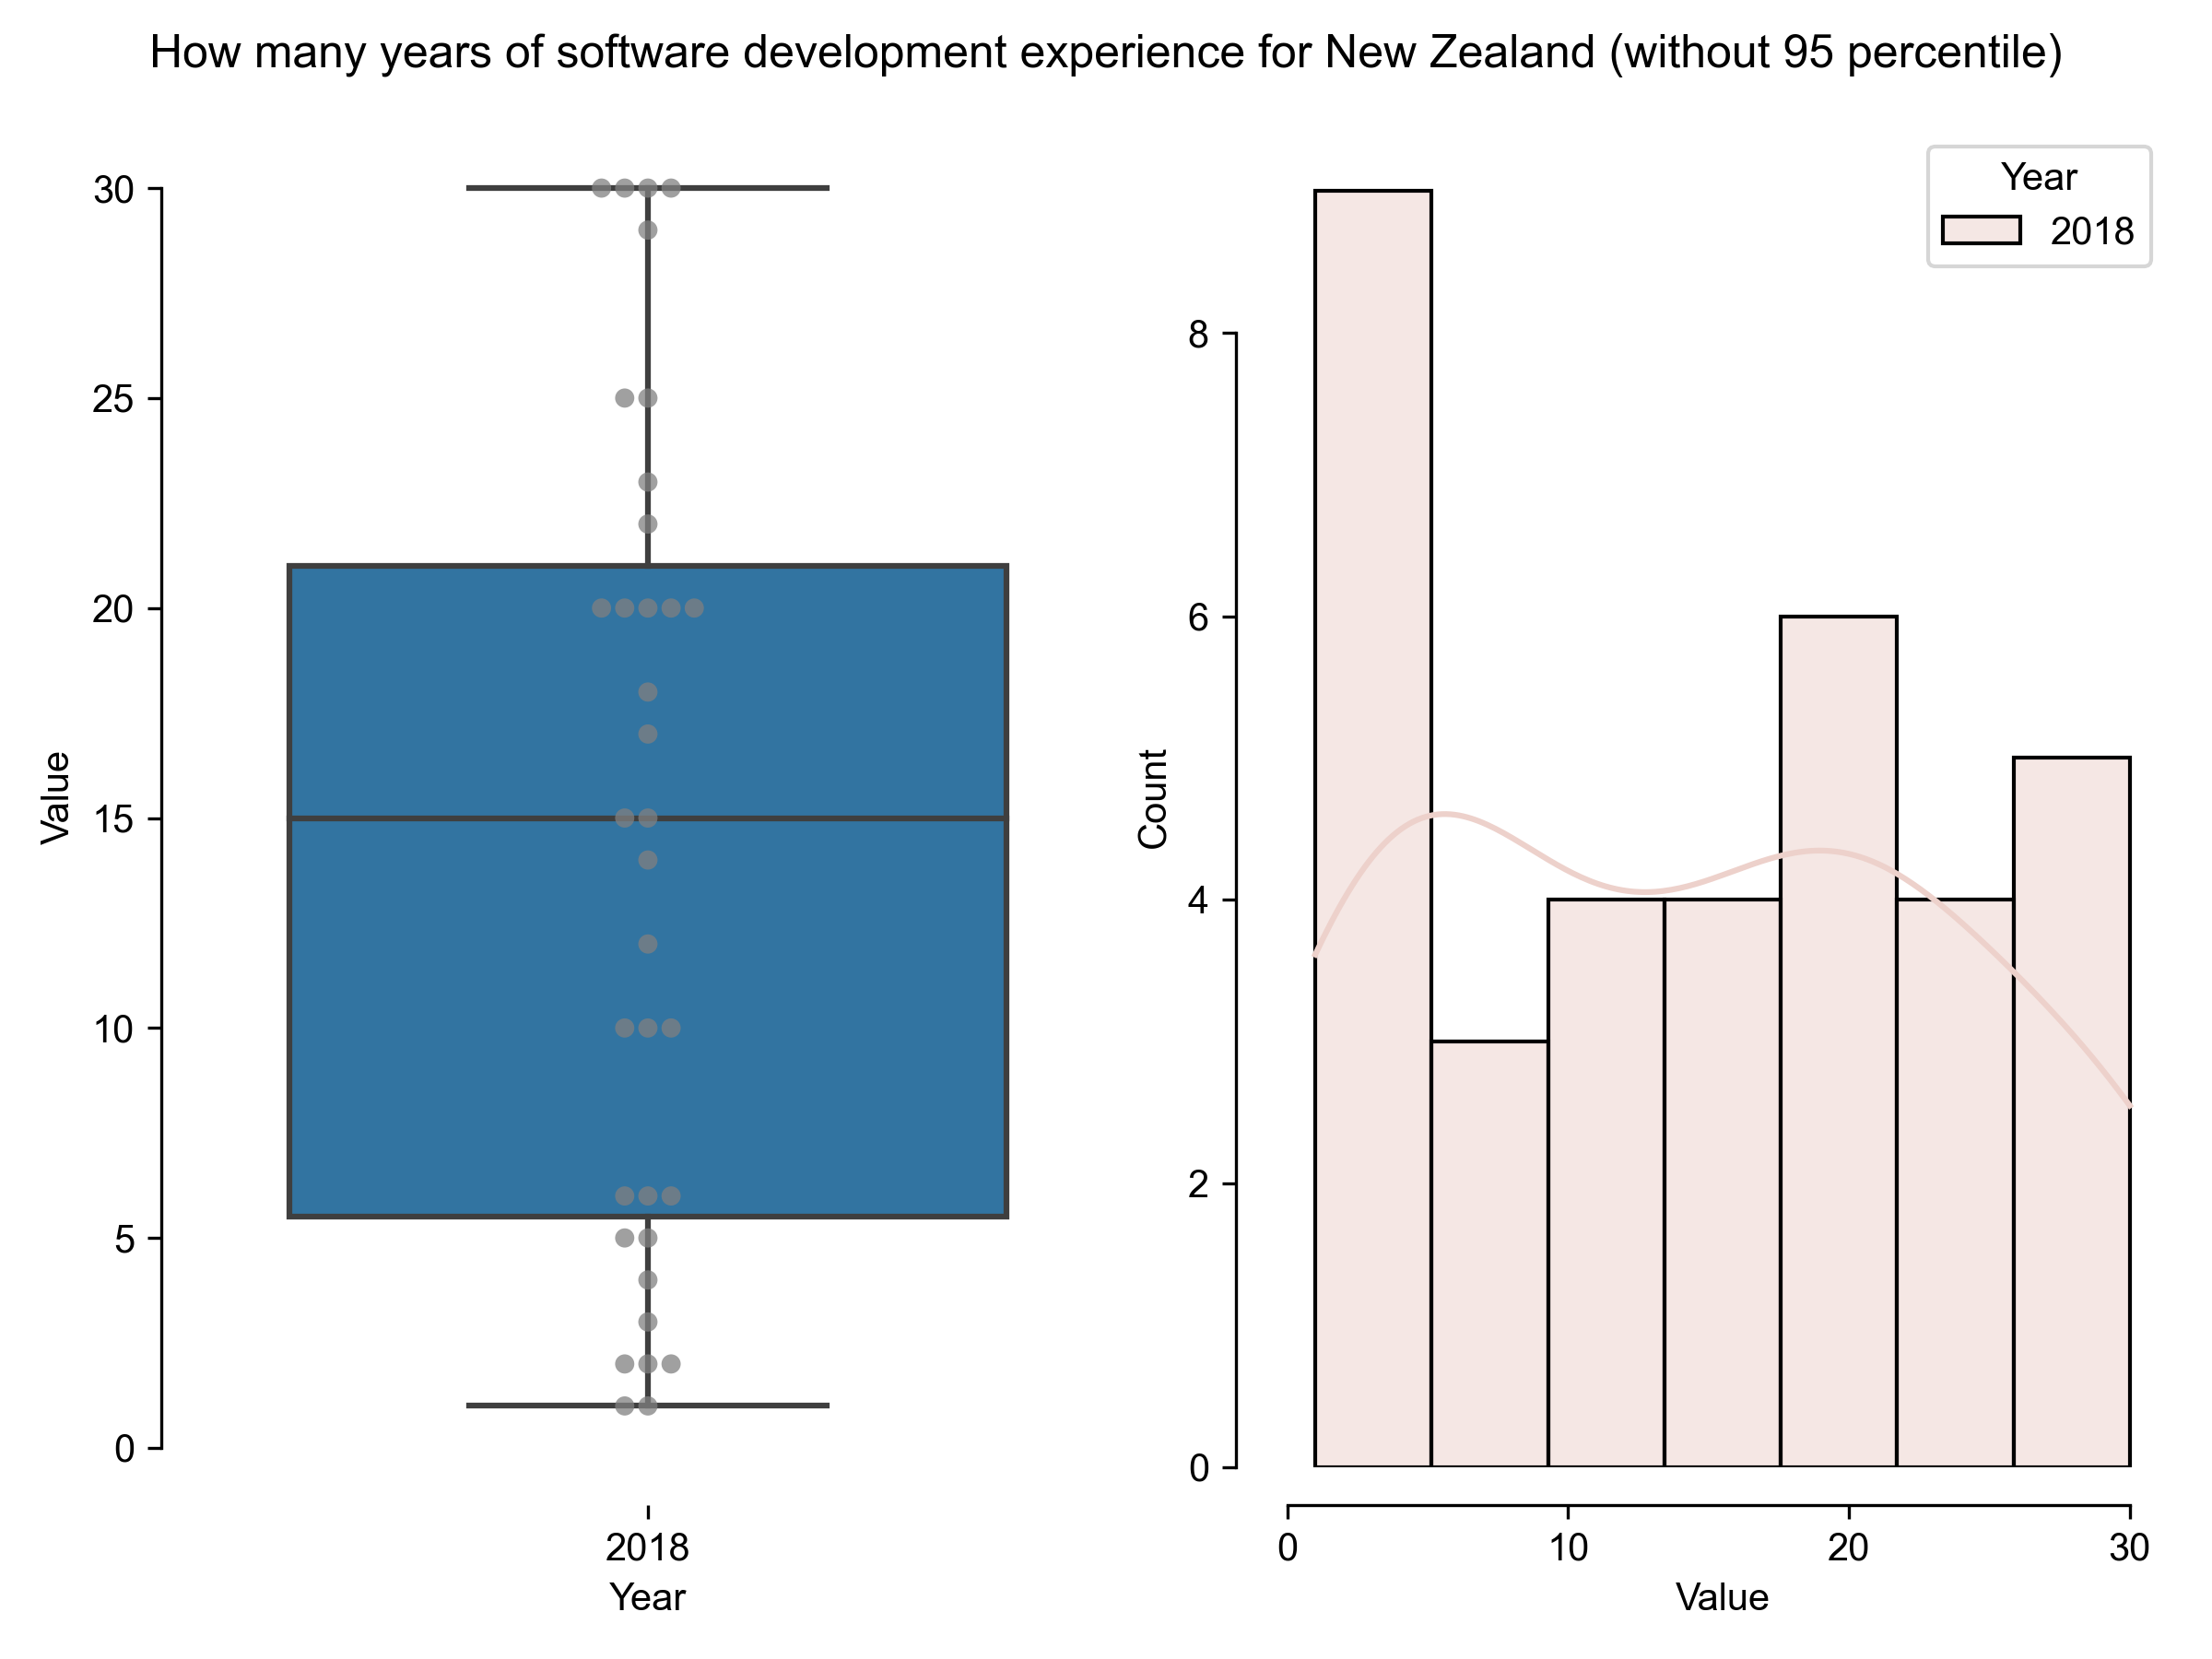 How many years of software development experience for New Zealand (without 95 percentile)
30
25
20
15
10
5
0
Value
2018
Year
Year
2018
8
6
4
2
0
Count
0 10 20 30
Value